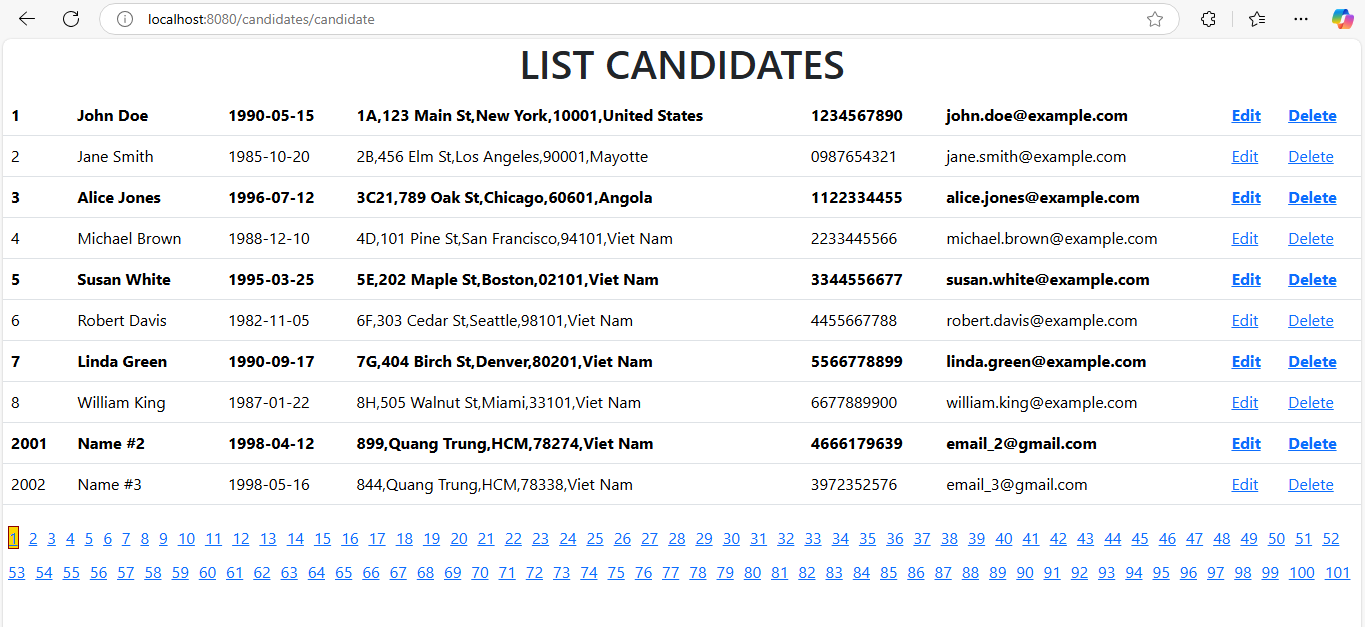 localhost:8080/candidates/candidate
LIST CANDIDATES
1 John Doe 1990-05-15 1A,123 Main St,New York,10001,United States 1234567890 john.doe@example.com Edit Delete
2 Jane Smith 1985-10-20 2B,456 Elm St,Los Angeles,90001,Mayotte 0987654321 jane.smith@example.com Edit Delete
3 Alice Jones 1996-07-12 3C21,789 Oak St,Chicago,60601,Angola 1122334455 alice.jones@example.com Edit Delete
4 Michael Brown 1988-12-10 4D,101 Pine St,San Francisco,94101,Viet Nam 2233445566 michael.brown@example.com Edit Delete
5 Susan White 1995-03-25 5E,202 Maple St,Boston,02101,Viet Nam 3344556677 susan.white@example.com Edit Delete
6 Robert Davis 1982-11-05 6F,303 Cedar St,Seattle,98101,Viet Nam 4455667788 robert.davis@example.com Edit Delete
7 Linda Green 1990-09-17 7G,404 Birch St,Denver,80201,Viet Nam 5566778899 linda.green@example.com Edit Delete
8 William King 1987-01-22 8H,505 Walnut St,Miami,33101,Viet Nam 6677889900 william.king@example.com Edit Delete
2001 Name #2 1998-04-12 899,Quang Trung,HCM,78274,Viet Nam 4666179639 email_2@gmail.com Edit Delete
2002 Name #3 1998-05-16 844,Quang Trung,HCM,78338,Viet Nam 3972352576 email_3@gmail.com Edit Delete
1 2 3 4 5 6 7 8 9 10 11 12 13 14 15 16 17 18 19 20 21 22 23 24 25 26 27 28 29 30 31 32 33 34 35 36 37 38 39 40 41 42 43 44 45 46 47 48 49 50 51 52
53 54 55 56 57 58 59 60 61 62 63 64 65 66 67 68 69 70 71 72 73 74 75 76 77 78 79 80 81 82 83 84 85 86 87 88 89 90 91 92 93 94 95 96 97 98 99 100 101